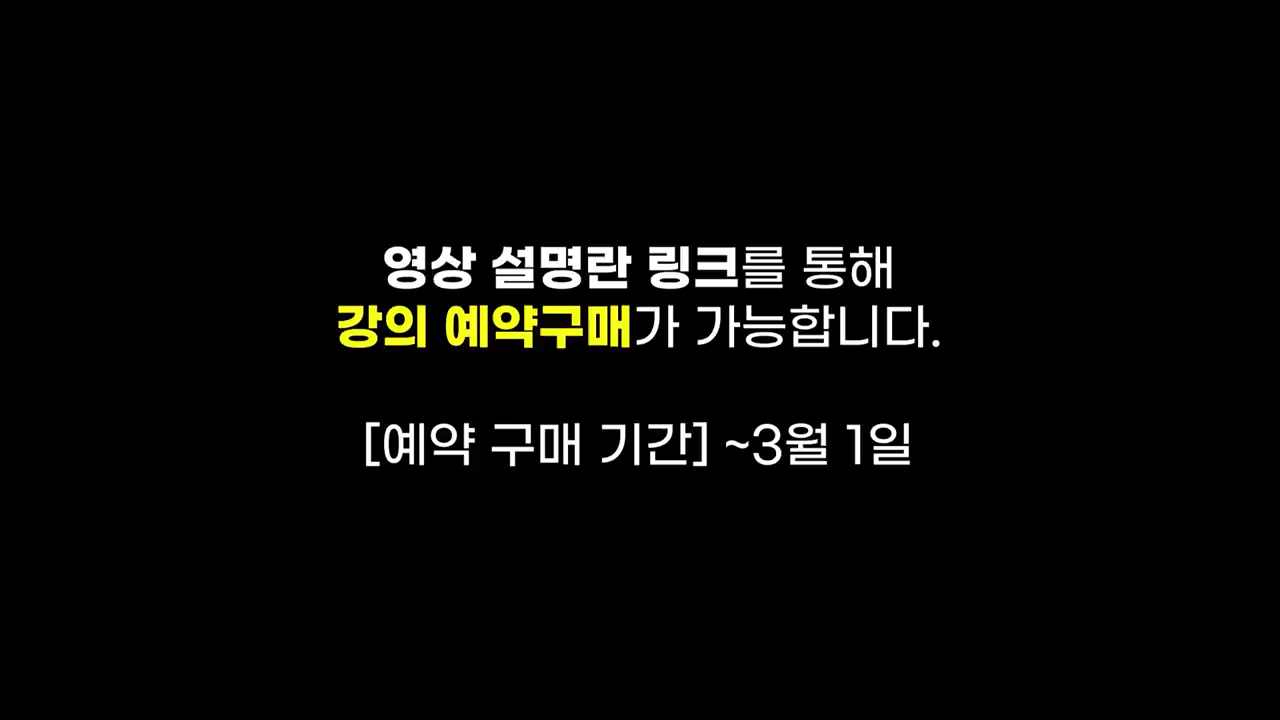 영상 설명란 링크를 통해
강의 예약구매가 가능합니다.
[예약 구매 기간] ~3월 1일